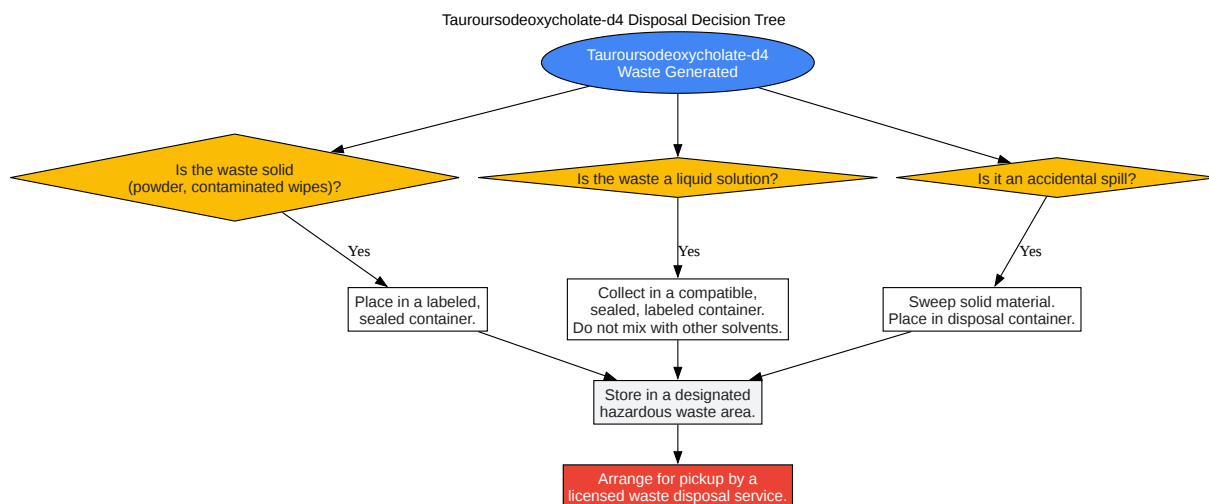 Tauroursodeoxycholate-d4 Disposal Decision Tree
Tauroursodeoxycholate-d4
Waste Generated
Is the waste solid
(powder, contaminated wipes)?
Is the waste a liquid solution?
Is it an accidental spill?
Yes
Yes
Yes
Place in a labeled,
sealed container.
Collect in a compatible,
sealed, labeled container.
Do not mix with other solvents.
Sweep solid material.
Place in disposal container.
Store in a designated
hazardous waste area.
Arrange for pickup by a
licensed waste disposal service.